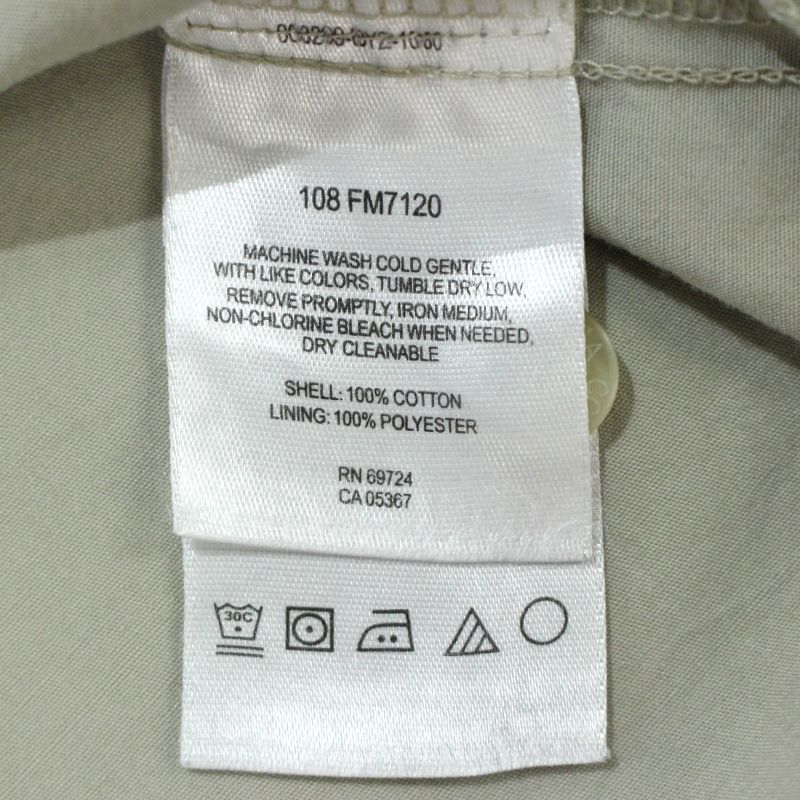 108 FM7120
MACHINE WASH COLD GENTLE,
WITH LIKE COLORS, TUMBLE DRY LOW,
REMOVE PROMPTLY, IRON MEDIUM,
NON-CHLORINE BLEACH WHEN NEEDED,
DRY CLEANABLE
SHELL: 100% COTTON
LINING: 100% POLYESTER
RN 69724
CA 05367
30C